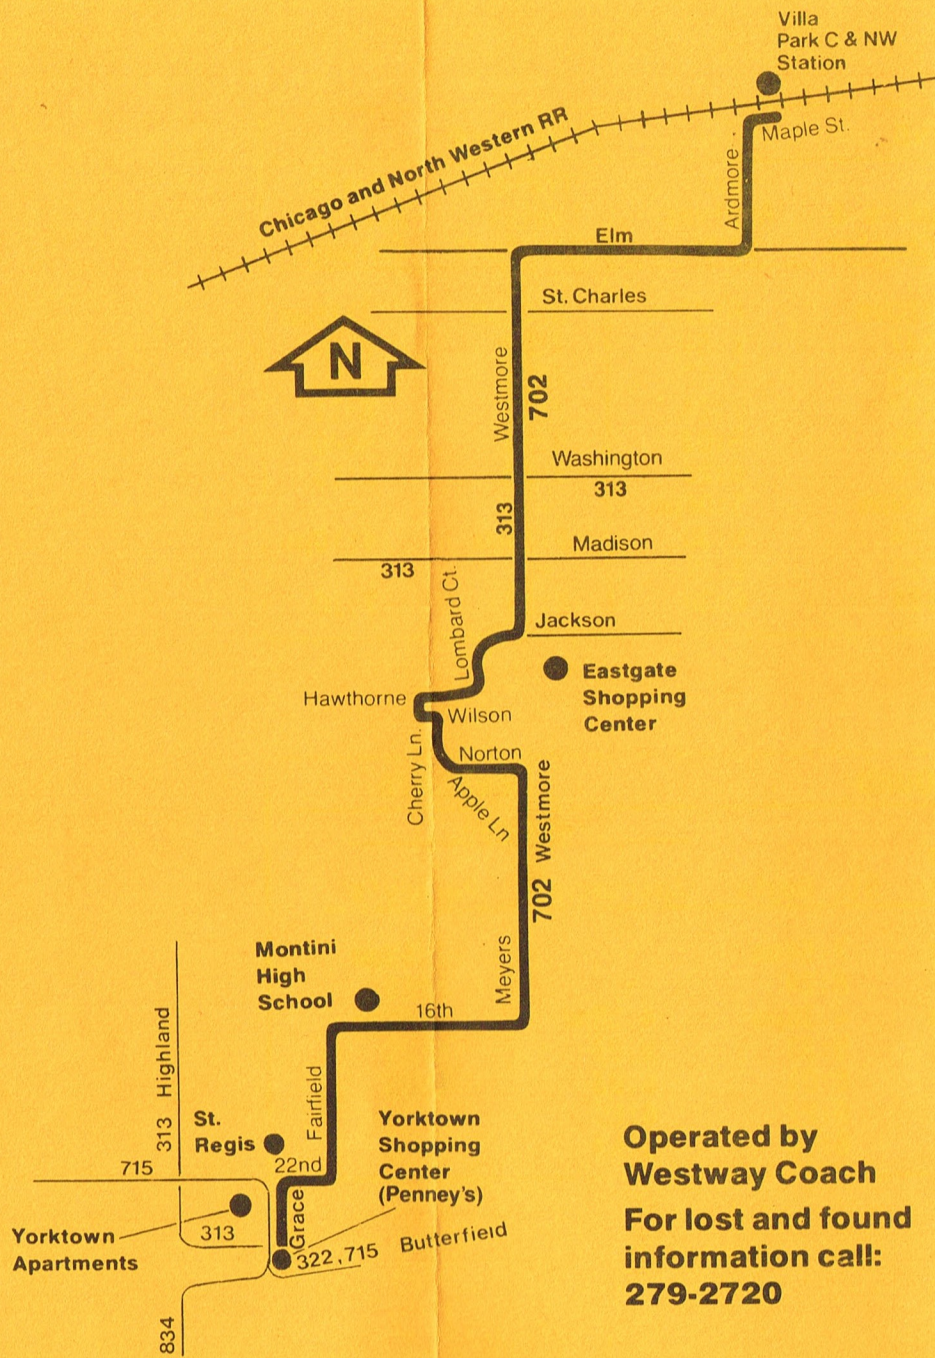 Villa
Park C & NW
Station
Chicago and North Western RR
Maple St.
Ardmore
Elm
St. Charles
N
Westmore
702
Washington
313
313
Madison
313
Lombard Ct.
Jackson
Eastgate
Shopping
Center
Hawthorne
Wilson
Cherry Ln.
Norton
Apple Ln
702 Westmore
Meyers
Montini
High
School
16th
313 Highland
Fairfield
St.
Regis
Yorktown
Shopping
Center
(Penney's)
715
22nd
Grace
313
Yorktown
Apartments
322,715
Butterfield
834
Operated by
Westway Coach
For lost and found
information call:
279-2720